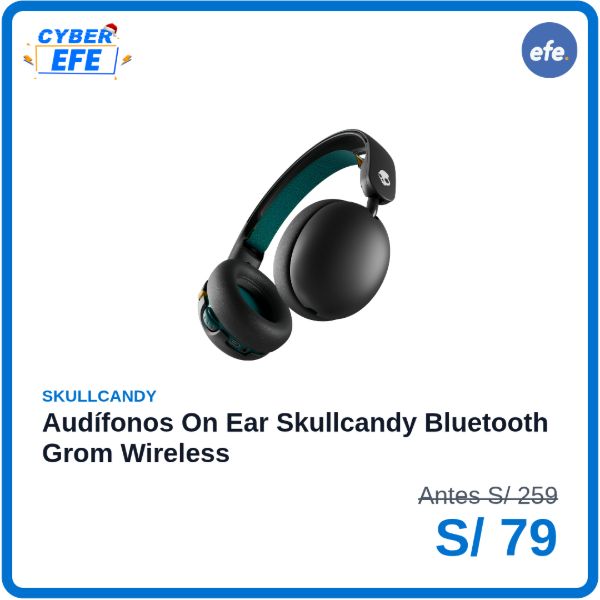 CYBER
EFE
efe.
SKULLCANDY
Audífonos On Ear Skullcandy Bluetooth
Grom Wireless
Antes S/ 259
S/ 79